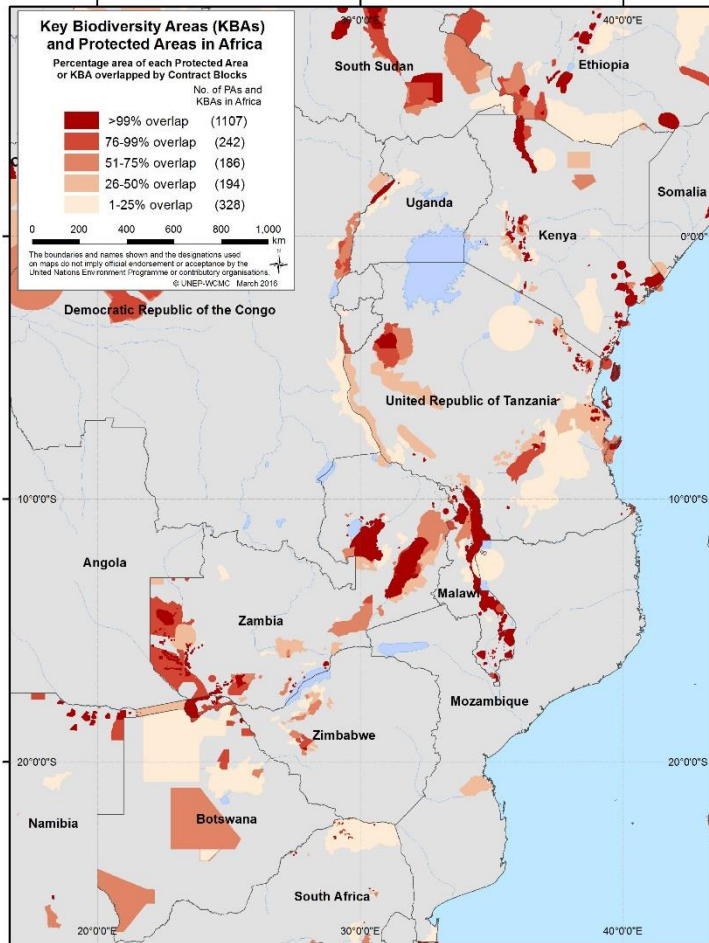 Key Biodiversity Areas (KBAs)
and Protected Areas in Africa
Percentage area of each Protected Area
or KBA overlapped by Contract Blocks
No. of PAs and
KBAs in Africa
>99% overlap (1107)
76-99% overlap (242)
51-75% overlap (186)
26-50% overlap (194)
1-25% overlap (328)
0 200 400 600 800 1,000
km
The boundaries and names shown and the designations used
on maps do not imply official endorsement or acceptance by the
United Nations Environment Programme or contributory organisations.
© UNEP-WCMC March 2016
40°0'0"E
South Sudan
Ethiopia
Uganda
Somalia
Kenya
0°0'0"
Democratic Republic of the Congo
United Republic of Tanzania
10°0'0"S
10°0'0"S
Angola
Zambia
Malawi
Mozambique
Zimbabwe
20°0'0"S
20°0'0"S
Namibia
Botswana
South Africa
20°0'0"E
30°0'0"E
40°0'0"E